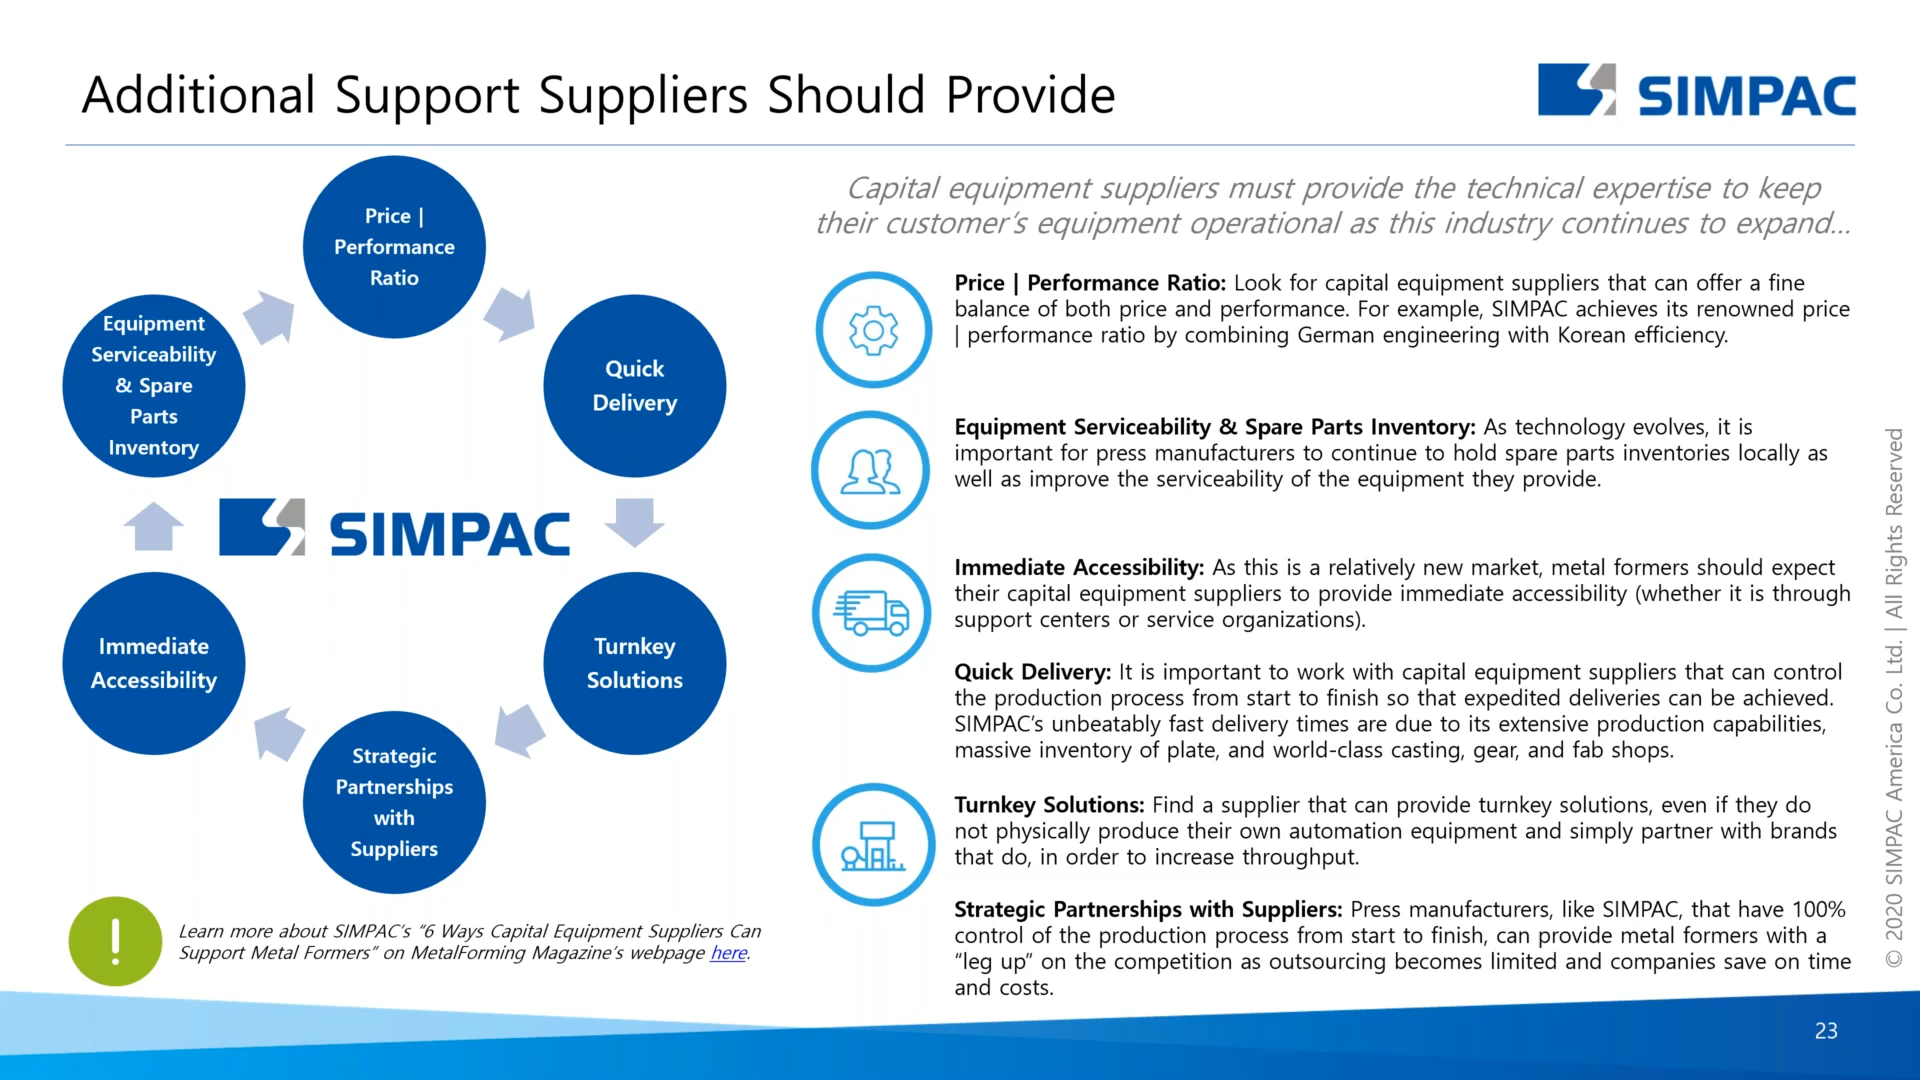 Additional Support Suppliers Should Provide
SIMPAC
Price |
Performance
Ratio
Quick
Delivery
Turnkey
Solutions
Strategic
Partnerships
with
Suppliers
Immediate
Accessibility
Equipment
Serviceability
& Spare
Parts
Inventory
SIMPAC
Learn more about SIMPAC's "6 Ways Capital Equipment Suppliers Can
Support Metal Formers" on MetalForming Magazine's webpage here.
Capital equipment suppliers must provide the technical expertise to keep
their customer's equipment operational as this industry continues to expand...
Price | Performance Ratio: Look for capital equipment suppliers that can offer a fine
balance of both price and performance. For example, SIMPAC achieves its renowned price
| performance ratio by combining German engineering with Korean efficiency.
Equipment Serviceability & Spare Parts Inventory: As technology evolves, it is
important for press manufacturers to continue to hold spare parts inventories locally as
well as improve the serviceability of the equipment they provide.
Immediate Accessibility: As this is a relatively new market, metal formers should expect
their capital equipment suppliers to provide immediate accessibility (whether it is through
support centers or service organizations).
Quick Delivery: It is important to work with capital equipment suppliers that can control
the production process from start to finish so that expedited deliveries can be achieved.
SIMPAC's unbeatably fast delivery times are due to its extensive production capabilities,
massive inventory of plate, and world-class casting, gear, and fab shops.
Turnkey Solutions: Find a supplier that can provide turnkey solutions, even if they do
not physically produce their own automation equipment and simply partner with brands
that do, in order to increase throughput.
Strategic Partnerships with Suppliers: Press manufacturers, like SIMPAC, that have 100%
control of the production process from start to finish, can provide metal formers with a
"leg up" on the competition as outsourcing becomes limited and companies save on time
and costs.
© 2020 SIMPAC America Co. Ltd. | All Rights Reserved
23